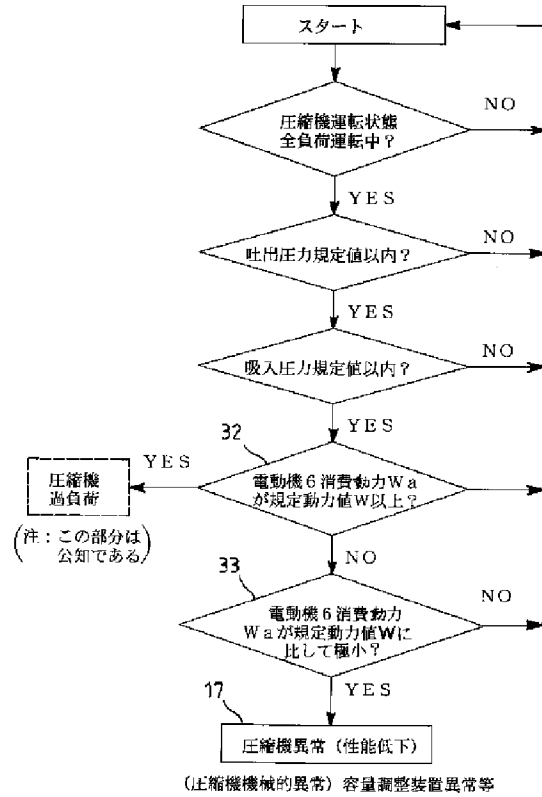 スタート
圧縮機運転状態
全負荷運転中？
NO
YES
吐出圧力規定値以内？
NO
YES
吸入圧力規定値以内？
NO
YES
32
電動機６消費動力Ｗａ
が規定動力値Ｗ以上？
YES
圧縮機
過負荷
(注：この部分は
公知である)
NO
33
電動機６消費動力
Ｗａが規定動力値Ｗに
比して極小？
NO
YES
17
圧縮機異常（性能低下）
(圧縮機機械的異常）容量調整装置異常等